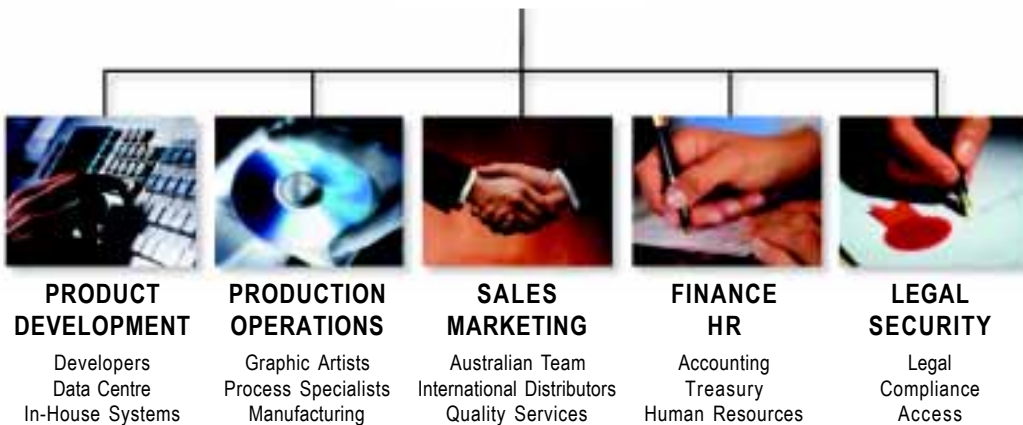 PRODUCT
DEVELOPMENT
Developers
Data Centre
In-House Systems
PRODUCTION
OPERATIONS
Graphic Artists
Process Specialists
Manufacturing
SALES
MARKETING
Australian Team
International Distributors
Quality Services
FINANCE
HR
Accounting
Treasury
Human Resources
LEGAL
SECURITY
Legal
Compliance
Access